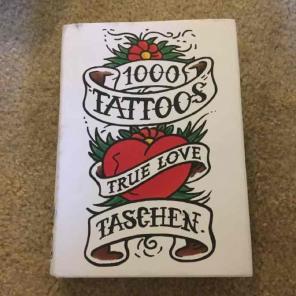 1000
TATTOOS
TRUE LOVE
TASCHEN.